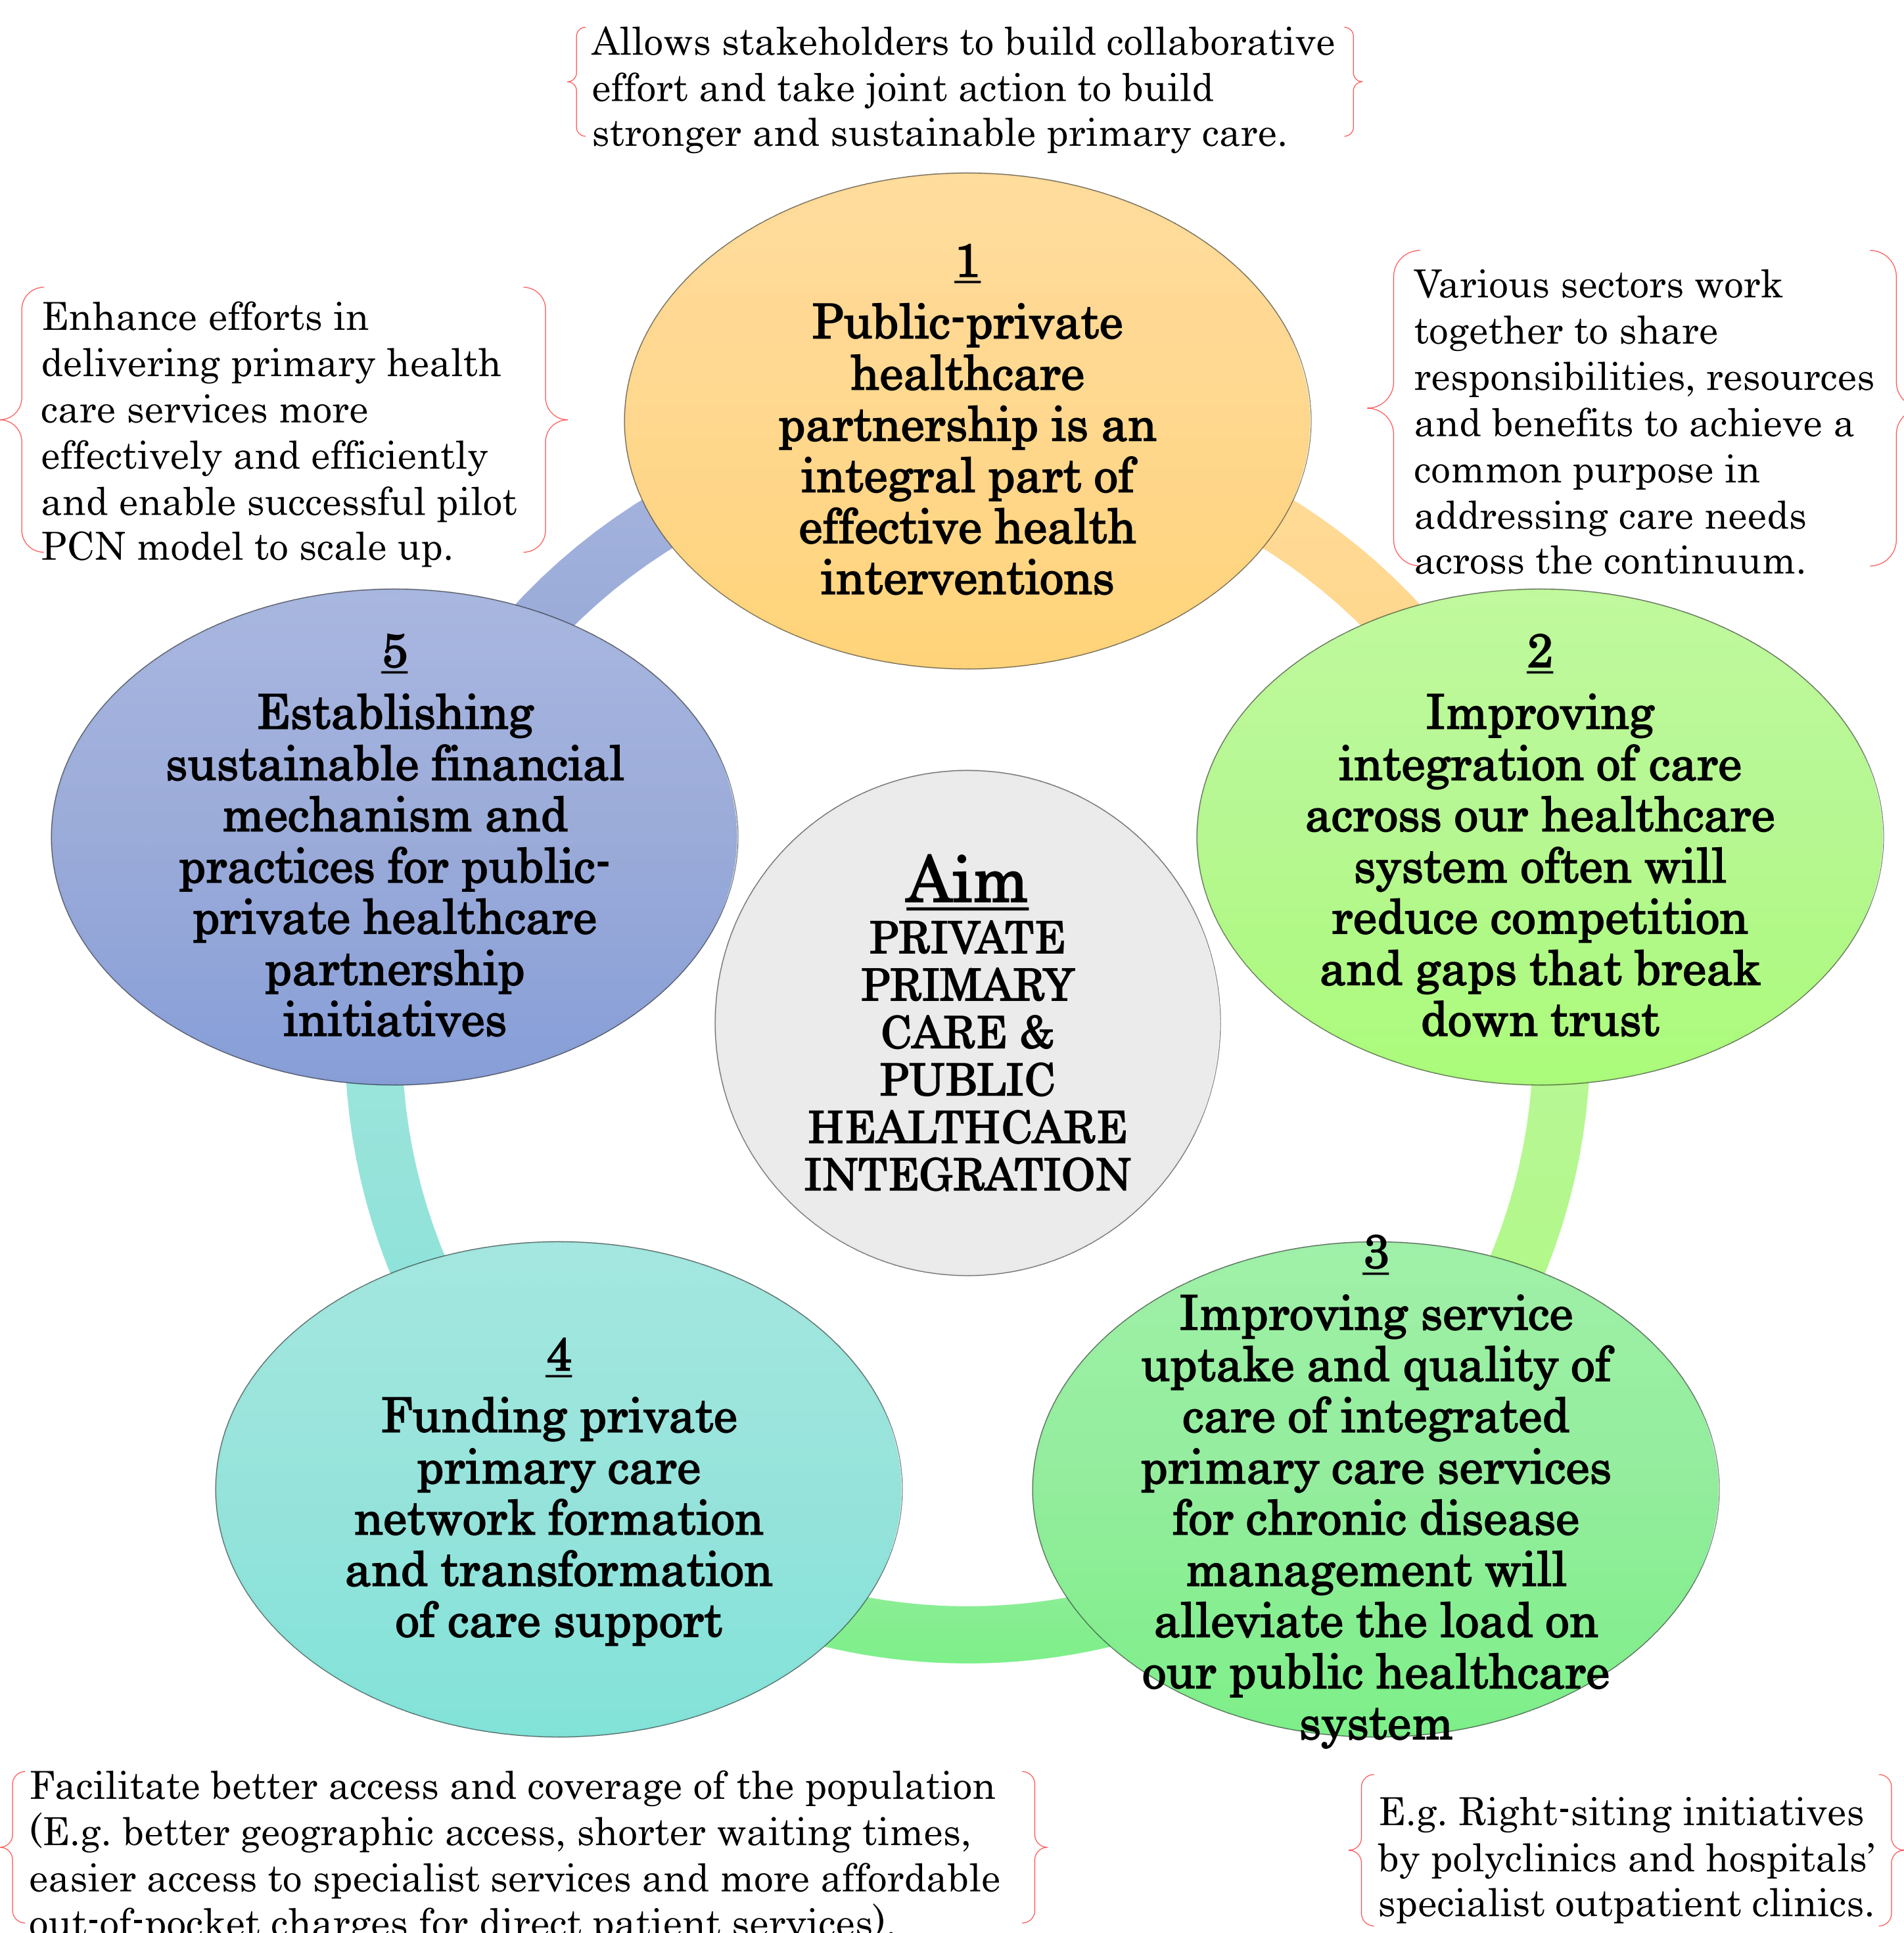 Allows stakeholders to build collaborative
effort and take joint action to build
stronger and sustainable primary care.
1
Public-private
healthcare
partnership is an
integral part of
effective health
interventions
Various sectors work
together to share
responsibilities, resources
and benefits to achieve a
common purpose in
addressing care needs
across the continuum.
2
Improving
integration of care
across our healthcare
system often will
reduce competition
and gaps that break
down trust
3
Improving service
uptake and quality of
care of integrated
primary care services
for chronic disease
management will
alleviate the load on
our public healthcare
system
E.g. Right-siting initiatives
by polyclinics and hospitals’
specialist outpatient clinics.
4
Funding private
primary care
network formation
and transformation
of care support
Facilitate better access and coverage of the population
(E.g. better geographic access, shorter waiting times,
easier access to specialist services and more affordable
out-of-pocket charges for direct patient services).
5
Establishing
sustainable financial
mechanism and
practices for public-
private healthcare
partnership
initiatives
Enhance efforts in
delivering primary health
care services more
effectively and efficiently
and enable successful pilot
PCN model to scale up.
Aim
PRIVATE
PRIMARY
CARE &
PUBLIC
HEALTHCARE
INTEGRATION